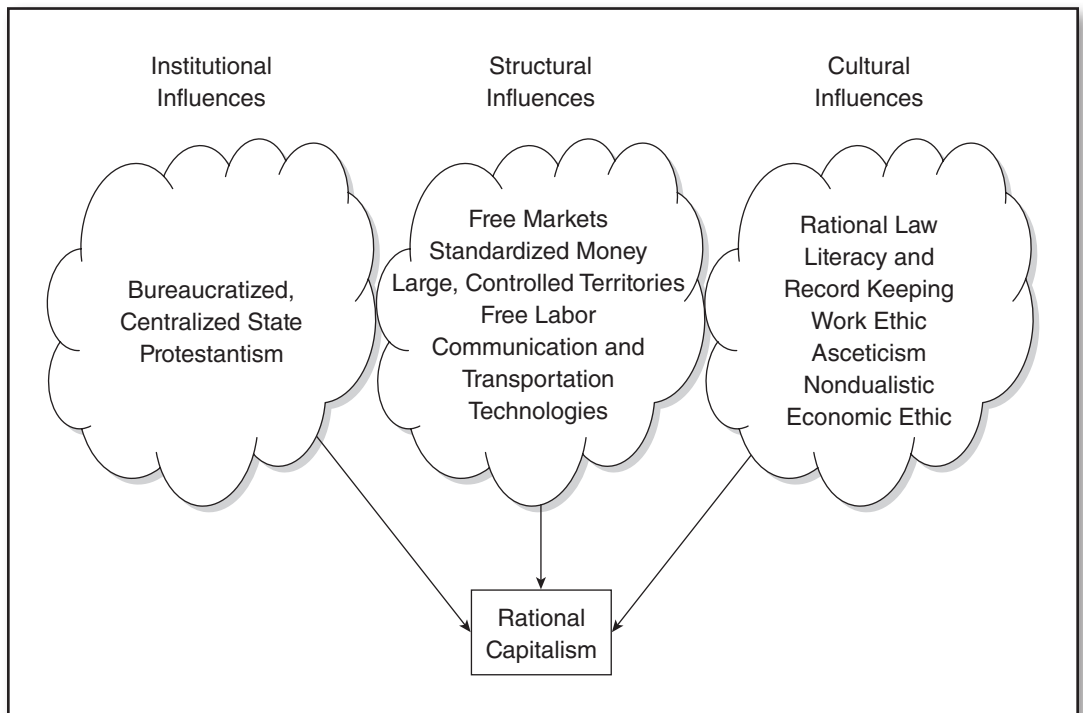 Institutional
Influences
Structural
Influences
Cultural
Influences
Bureaucratized,
Centralized State
Protestantism
Free Markets
Standardized Money
Large, Controlled Territories
Free Labor
Communication and
Transportation
Technologies
Rational Law
Literacy and
Record Keeping
Work Ethic
Asceticism
Nondualistic
Economic Ethic
Rational
Capitalism